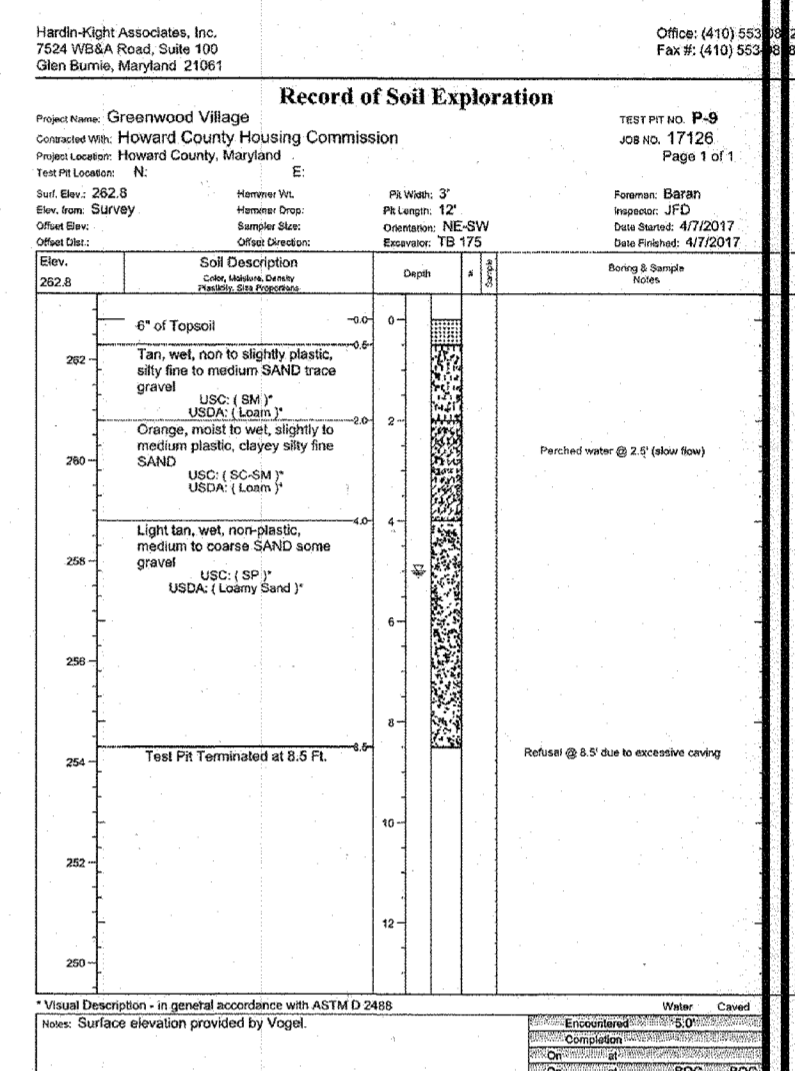 Hardin-Kight Associates, Inc.
7524 WB&A Road, Suite 100
Glen Burnie, Maryland 21061
Office: (410) 553
Fax #: (410) 553
Record of Soil Exploration
Project Name: Greenwood Village
TEST PIT NO. P-9
Contracted With: Howard County Housing Commission
JOB NO. 17126
Project Location: Howard County, Maryland
Page 1 of 1
Test Pit Location: N: E:
Surf. Elev.: 262.8 Hammer Wt. Pit Width: 3' Foreman: Baran
Elev. from: Survey Hammer Drop: Pit Length: 12' Inspector: JFD
Offset Elev: Sampler Size: Orientation: NE-SW Date Started: 4/7/2017
Offset Dist.: Offset Direction: Excavator: TB 175 Date Finished: 4/7/2017
Elev.
262.8
Soil Description
Color, Moisture, Density
Plasticity, Size Proportions
Depth
#
Sample
Boring & Sample
Notes
6" of Topsoil
0.0
0
0.5
262
Tan, wet, non to slightly plastic,
silty fine to medium SAND trace
gravel
USC: ( SM )*
USDA: ( Loam )*
2.0
2
Orange, moist to wet, slightly to
medium plastic, clayey silty fine
SAND
USC: ( SC-SM )*
USDA: ( Loam )*
260
Perched water @ 2.5' (slow flow)
4.0
4
Light tan, wet, non-plastic,
medium to coarse SAND some
gravel
USC: ( SP )*
USDA: ( Loamy Sand )*
258
6
256
8
8.5
Test Pit Terminated at 8.5 Ft.
Refusal @ 8.5' due to excessive caving
254
10
252
12
250
* Visual Description - in general accordance with ASTM D 2488
Water Caved
Notes: Surface elevation provided by Vogel.
Encountered 5.0'
Completion
On at